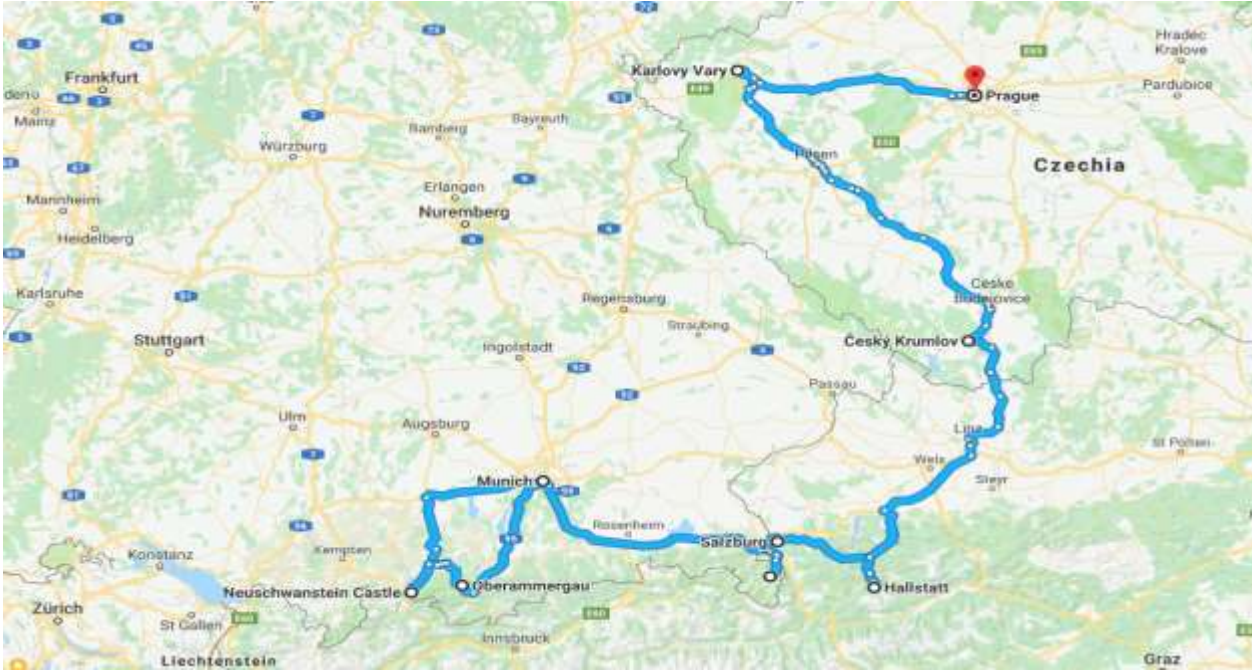 Hradec
Kralove
Karlovy Vary
Frankfurt
Prague
Pardubice
Mainz
Bayreuth
Bamberg
Würzburg
Pilsen
Czechia
Erlangen
Mannheim
Nuremberg
Heidelberg
Karlsruhe
Ceske
Budejovice
Regensburg
Straubing
Stuttgart
Český Krumlov
Ingolstadt
Passau
Ulm
Augsburg
Linz
St Polten
Wels
Munich
Steyr
Rosenheim
Salzburg
Konstanz
Kempten
Neuschwanstein Castle
Oberammergau
Hallstatt
Zürich
St Gallen
Innsbruck
Liechtenstein
Graz